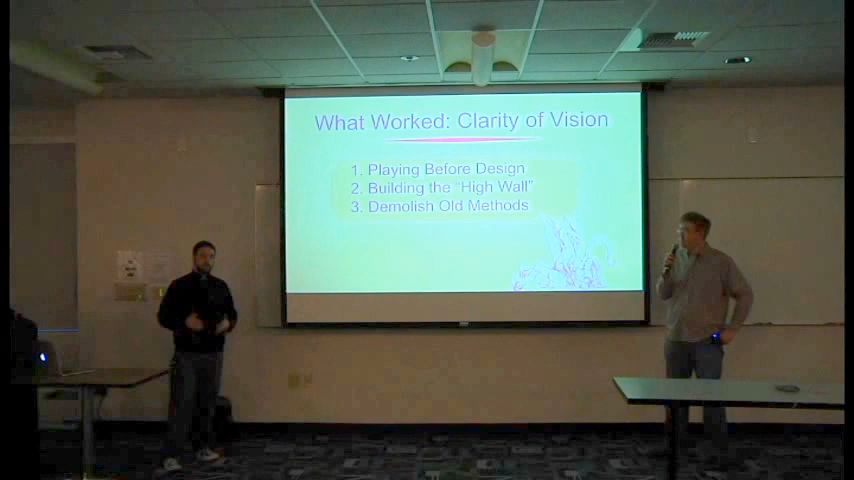 What Worked: Clarity of Vision
1. Playing Before Design
2. Building the "High Wall"
3. Demolish Old Methods